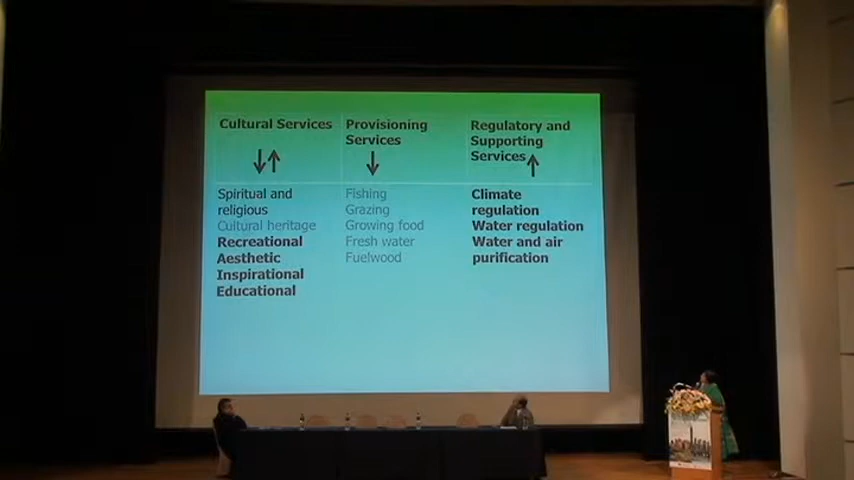 Cultural Services
Provisioning
Services
Regulatory and
Supporting
Services
Spiritual and
religious
Cultural heritage
Recreational
Aesthetic
Inspirational
Educational
Fishing
Grazing
Growing food
Fresh water
Fuelwood
Climate
regulation
Water regulation
Water and air
purification